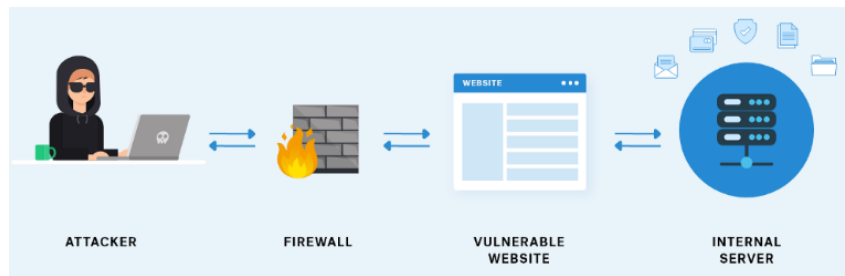 WEBSITE
ATTACKER
FIREWALL
VULNERABLE
WEBSITE
INTERNAL
SERVER